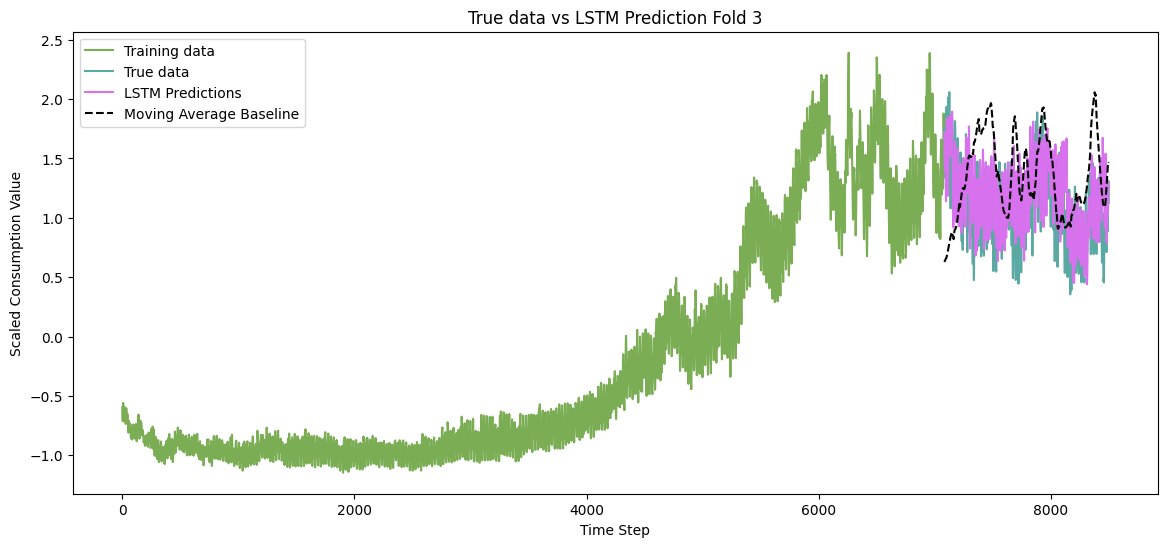 True data vs LSTM Prediction Fold 3
Training data
True data
LSTM Predictions
Moving Average Baseline
Scaled Consumption Value
2.5
2.0
1.5
1.0
0.5
0.0
−0.5
−1.0
0
2000
4000
6000
8000
Time Step